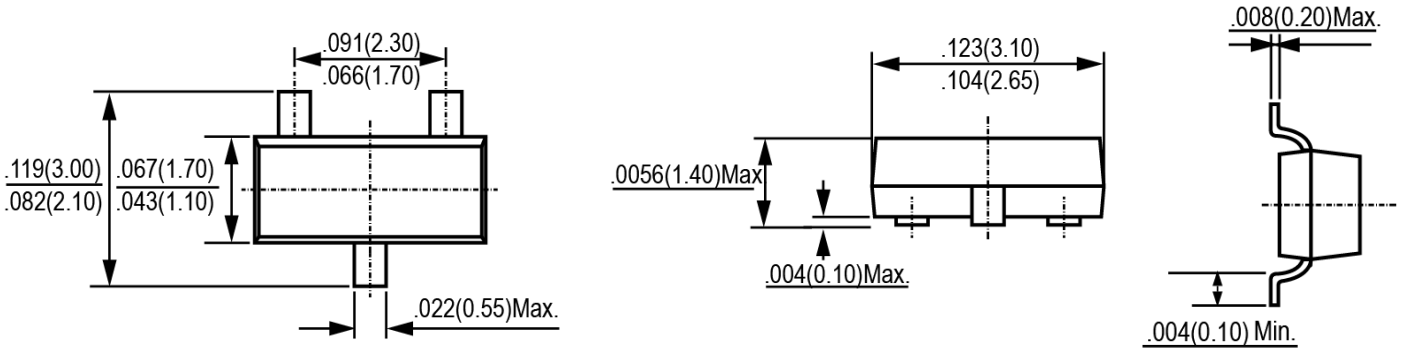 .091(2.30)
.066(1.70)
.119(3.00)
.082(2.10)
.067(1.70)
.043(1.10)
.022(0.55)Max.
.123(3.10)
.104(2.65)
.0056(1.40)Max
.004(0.10)Max.
.008(0.20)Max.
.004(0.10) Min.